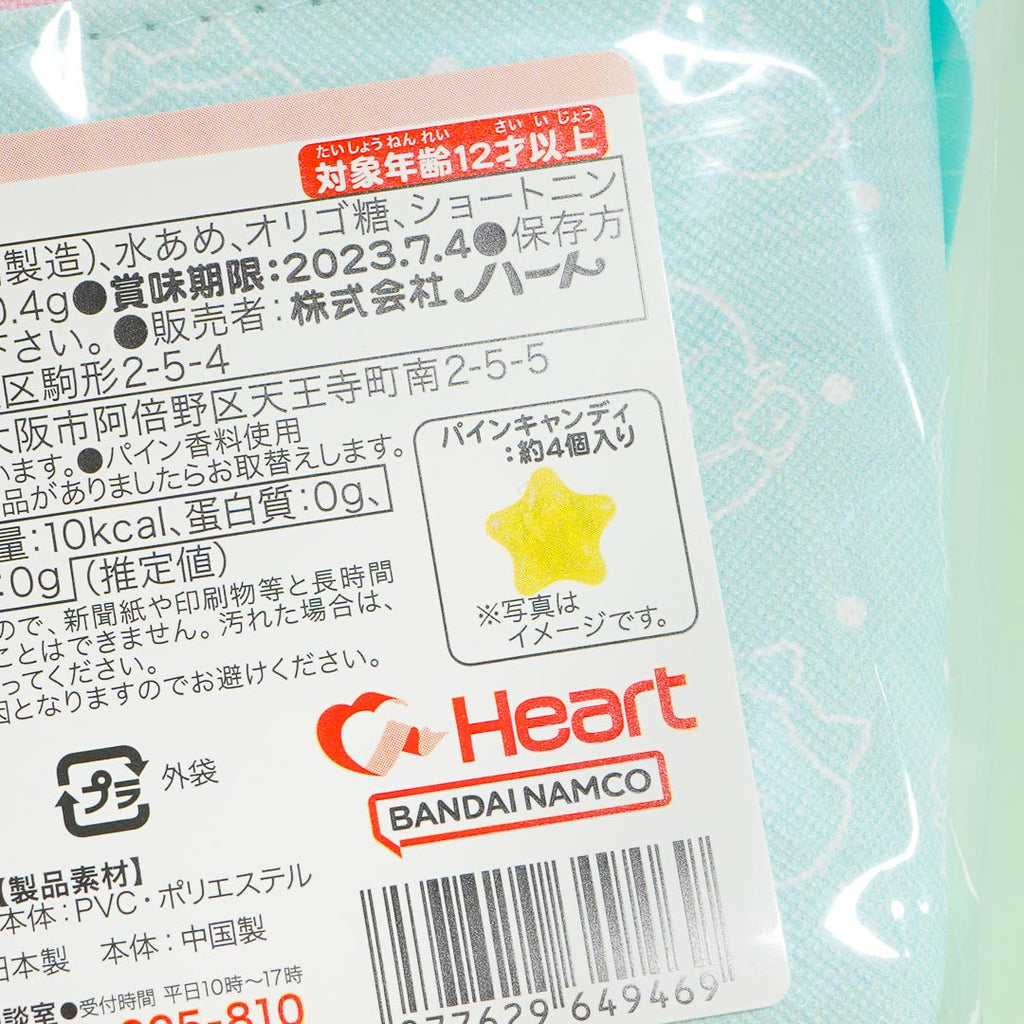 たいしょうねんれい さい いじょう
対象年齢12才以上
製造)、水あめ、オリゴ糖、ショートニン
0.4g●賞味期限:2023.7.4●保存方
さい。●販売者:株式会社ハート
区駒形2-5-4
大阪市阿倍野区天王寺町南2-5-5
います。●パイン香料使用
品がありましたらお取替えします。
量:10kcal、蛋白質:0g、
:0g (推定値)
ので、新聞紙や印刷物等と長時間
ことはできません。汚れた場合は、
ってください。
因となりますのでお避けください。
パインキャンディ
:約4個入り
※写真は
イメージです。
Heart
BANDAI NAMCO
プラ 外袋
【製品素材】
本体:PVC・ポリエステル
日本製 本体:中国製
談室●受付時間 平日10時〜17時
05-810
977629 649469